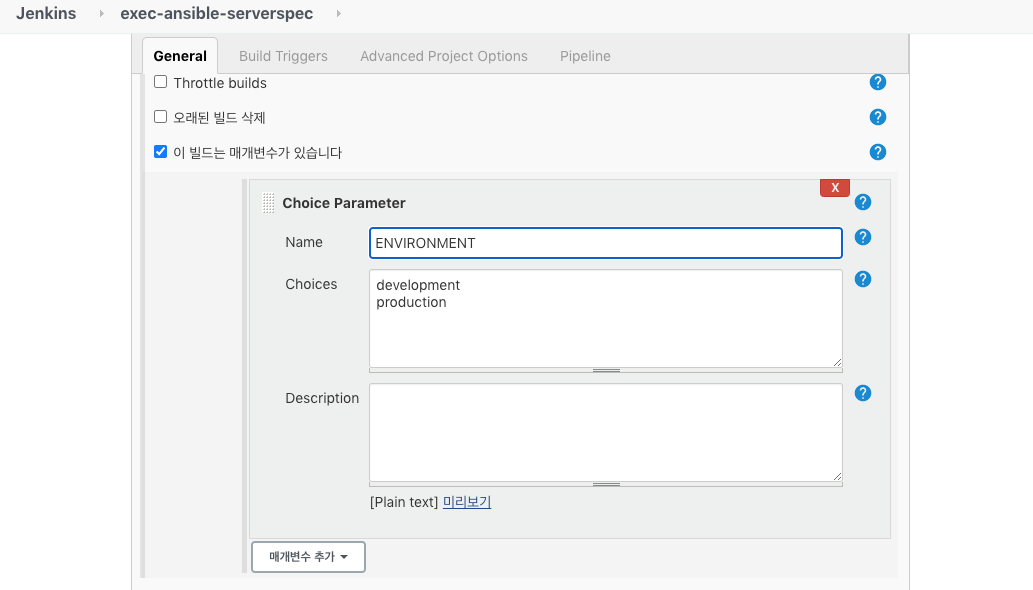 Jenkins exec-ansible-serverspec
General Build Triggers Advanced Project Options Pipeline
Throttle builds ?
오래된 빌드 삭제 ?
이 빌드는 매개변수가 있습니다 ?
X
Choice Parameter ?
Name ENVIRONMENT ?
Choices development ?
production
Description ?
[Plain text] 미리보기
매개변수 추가